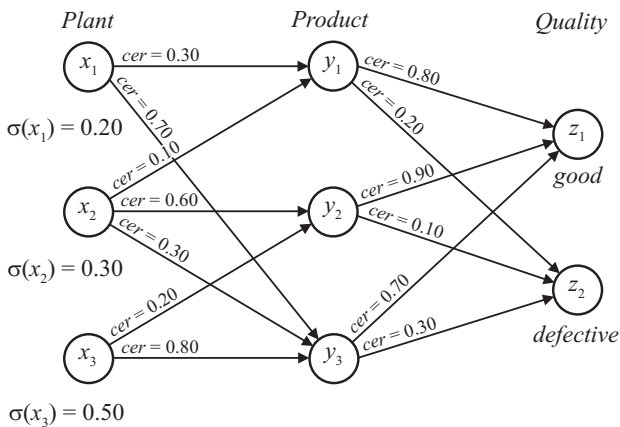 Plant Product Quality
x₁ cer = 0.30 y₁ cer = 0.80
cer = 0.70 cer = 0.20
σ(x₁) = 0.20 z₁
cer = 0.10 good
x₂ cer = 0.60 y₂ cer = 0.90
cer = 0.30 cer = 0.10
σ(x₂) = 0.30 z₂
cer = 0.20 cer = 0.70 defective
x₃ cer = 0.80 y₃ cer = 0.30
σ(x₃) = 0.50